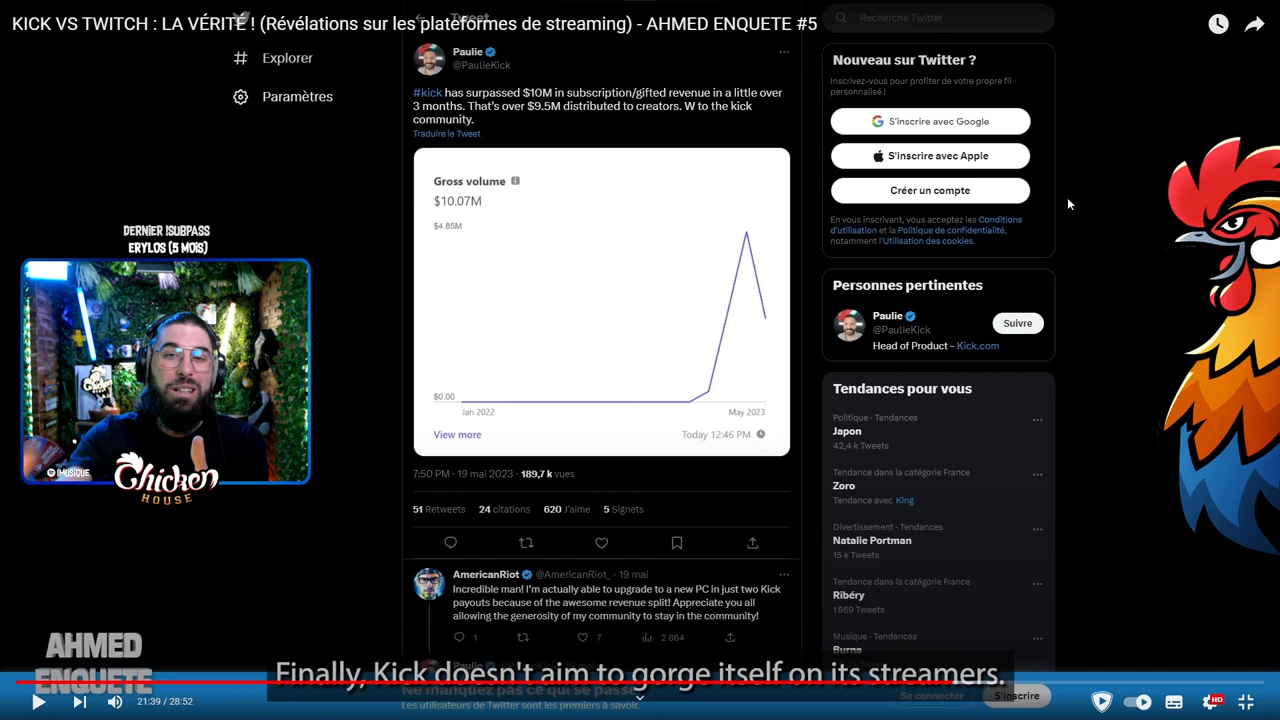 KICK VS TWITCH : LA VÉRITÉ ! (Révélations sur les plateformes de streaming) - AHMED ENQUETE #5
Tweet
Recherche Twitter
Explorer
Paramètres
Paulie
@PaulieKick
#kick has surpassed $10M in subscription/gifted revenue in a little over
3 months. That's over $9.5M distributed to creators. W to the kick
community.
Traduire le Tweet
Gross volume
$10.07M
$4.85M
$0.00
Jan 2022
May 2023
View more
Today 12:46 PM
7:50 PM · 19 mai 2023 · 189,7 k vues
51 Retweets 24 citations 620 J'aime 5 Signets
AmericanRiot @AmericanRiot_ · 19 mai
Incredible man! I'm actually able to upgrade to a new PC in just two Kick
payouts because of the awesome revenue split! Appreciate you all
allowing the generosity of my community to stay in the community!
1 7 2 864
Nouveau sur Twitter ?
Inscrivez-vous pour profiter de votre propre fil
personnalisé !
S'inscrire avec Google
S'inscrire avec Apple
Créer un compte
En vous inscrivant, vous acceptez les Conditions
d'utilisation et la Politique de confidentialité,
notamment l'Utilisation des cookies.
Personnes pertinentes
Paulie
@PaulieKick
Suivre
Head of Product - Kick.com
Tendances pour vous
Politique · Tendances
Japon
42,4 k Tweets
Tendance dans la catégorie France
Zoro
Tendance avec King
Divertissement · Tendances
Natalie Portman
15 k Tweets
Tendance dans la catégorie France
Ribéry
1 969 Tweets
Musique · Tendances
Burna
DERNIER !SUBPASS
ERYLOS (5 MOIS)
!MUSIQUE
Chicken
HOUSE
AHMED
ENQUETE
Paulie
Finally, Kick doesn't aim to gorge itself on its streamers.
Ne manquez pas ce qui se passe
Les utilisateurs de Twitter sont les premiers à savoir.
Se connecter
S'inscrire
21:39 / 28:52
HD